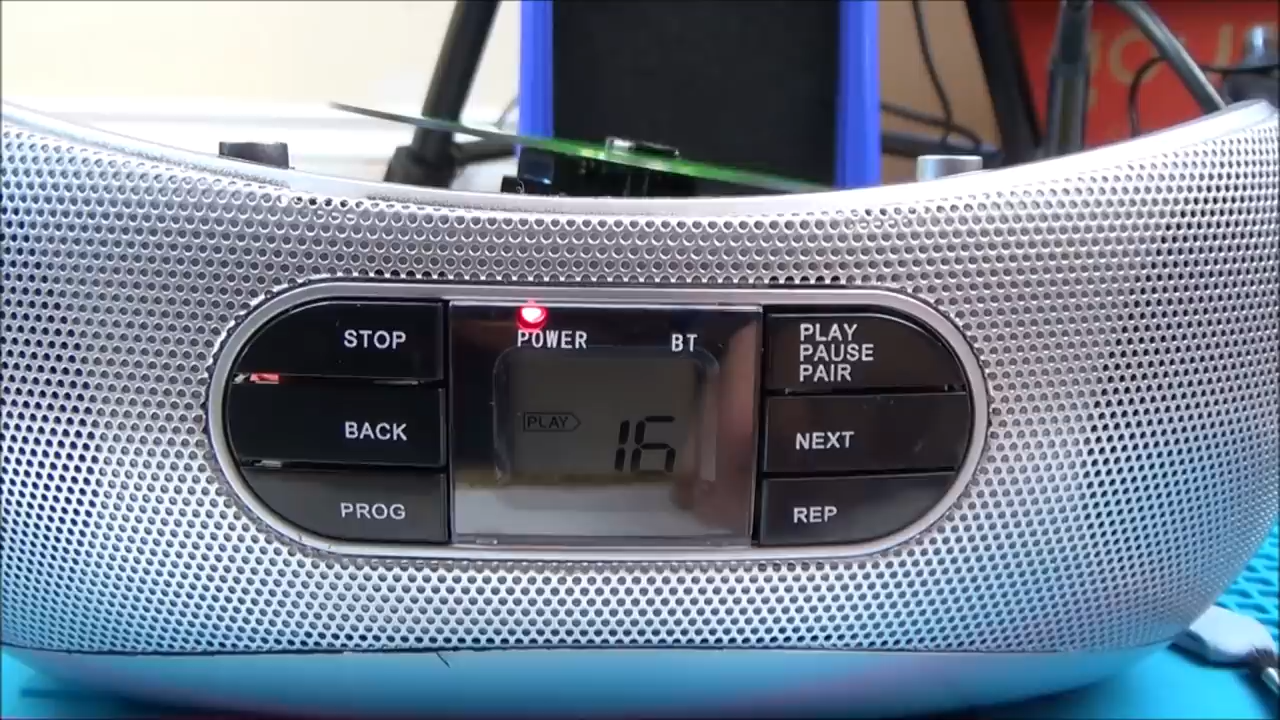 STOP
POWER
BT
PLAY
PAUSE
PAIR
BACK
PLAY
16
NEXT
PROG
REP